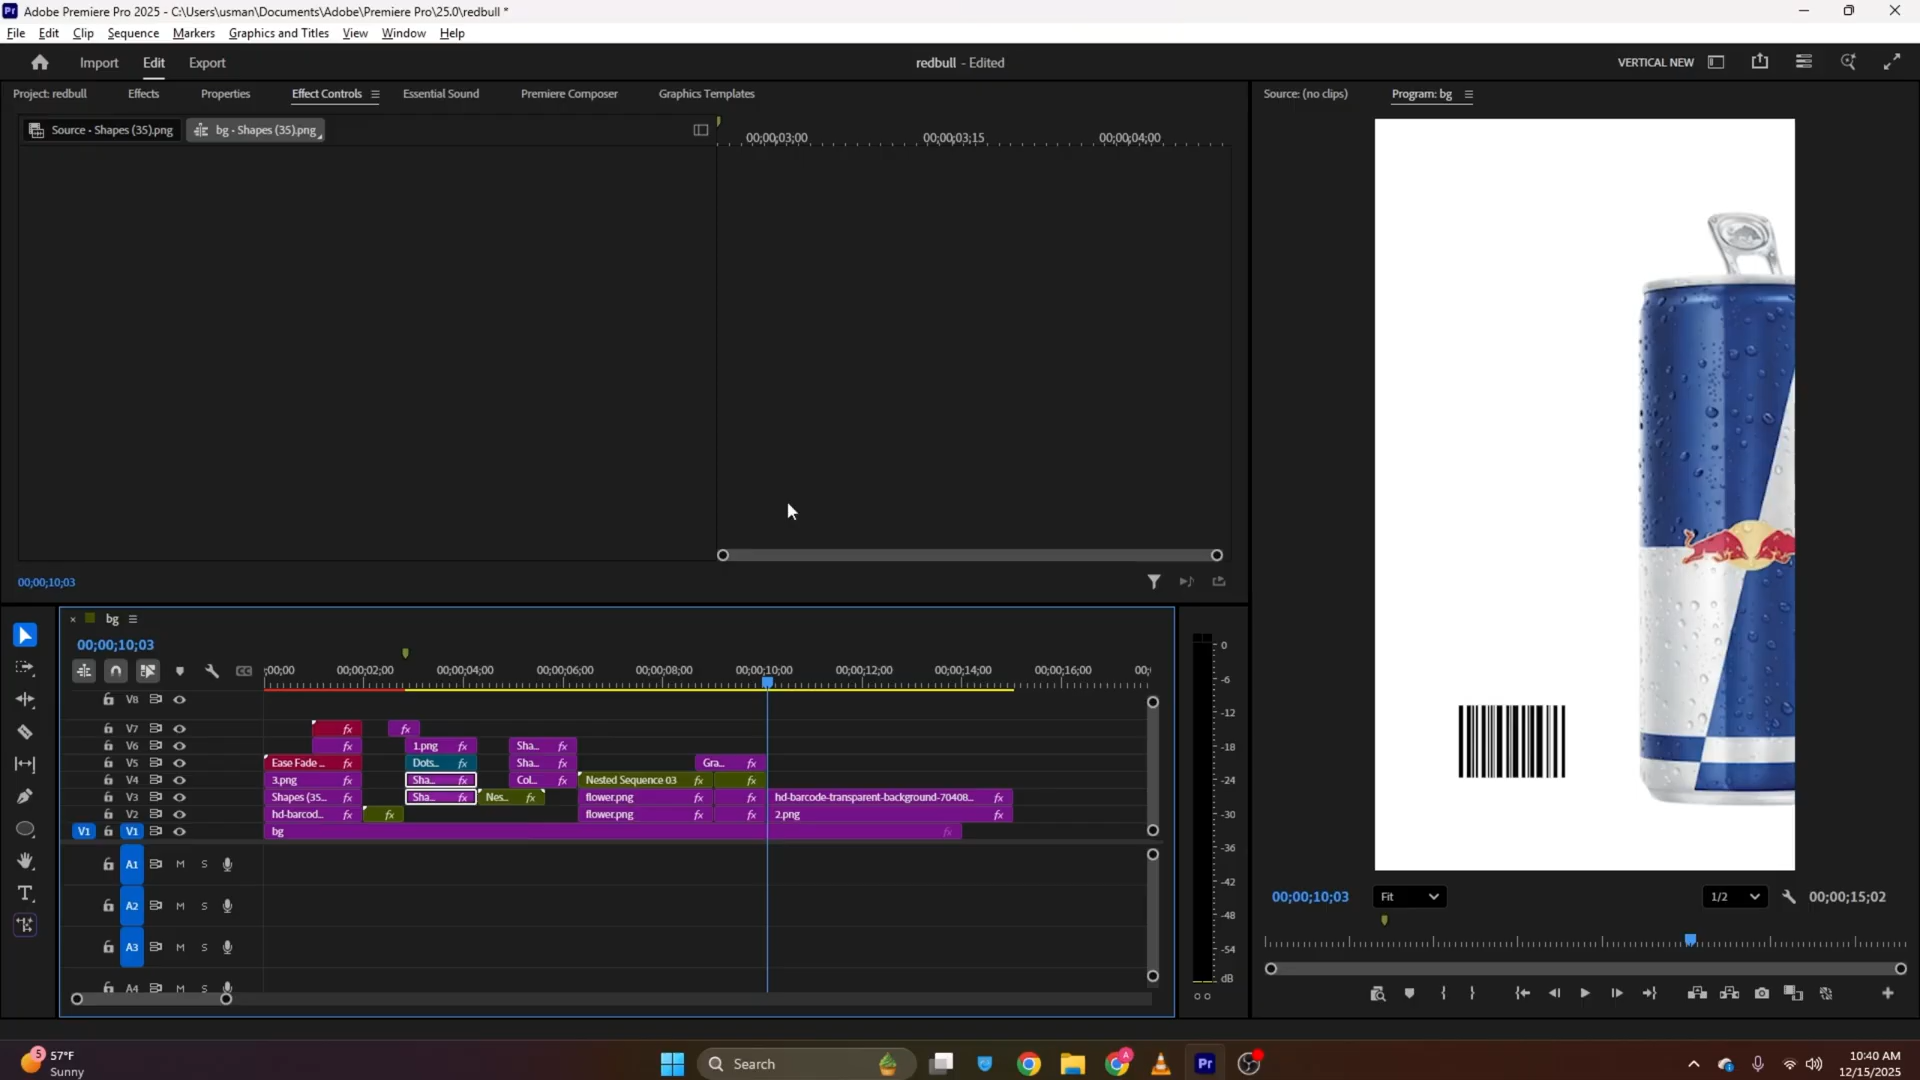 Adobe Premiere Pro 2025 - C:\Users\usman\Documents\Adobe\Premiere Pro\25.0\redbull *
File Edit Clip Sequence Markers Graphics and Titles View Window Help
Import Edit Export redbull - Edited VERTICAL NEW
Project: redbull Effects Properties Effect Controls Essential Sound Premiere Composer Graphics Templates Source: (no clips) Program: bg
Source - Shapes (35).png bg - Shapes (35).png
00;00;03;00 00;00;03;15 00;00;04;00
00;00;10;03
bg
00;00;10;03
;00;00 00;00;02;00 00;00;04;00 00;00;06;00 00;00;08;00 00;00;10;00 00;00;12;00 00;00;14;00 00;00;16;00 00;
V8
V7 fx fx
V6 fx 1.png fx Sha... fx
V5 Ease Fade ... fx Dots... fx Sha... fx Gra... fx
V4 3.png fx Sha... fx Col... fx Nested Sequence 03 fx fx
V3 Shapes (35... fx Sha... fx Nes... fx flower.png fx fx hd-barcode-transparent-background-70408... fx
V2 hd-barcod... fx fx flower.png fx fx 2.png fx
V1 V1 bg fx
A1 M S
A2 M S
A3 M S
A4 M S
0
-6
-12
-18
-24
-30
-36
-42
-48
-54
dB
00;00;10;03 Fit 1/2 00;00;15;02
5
57°F
Sunny
Search
A
Pr
10:40 AM
12/15/2025